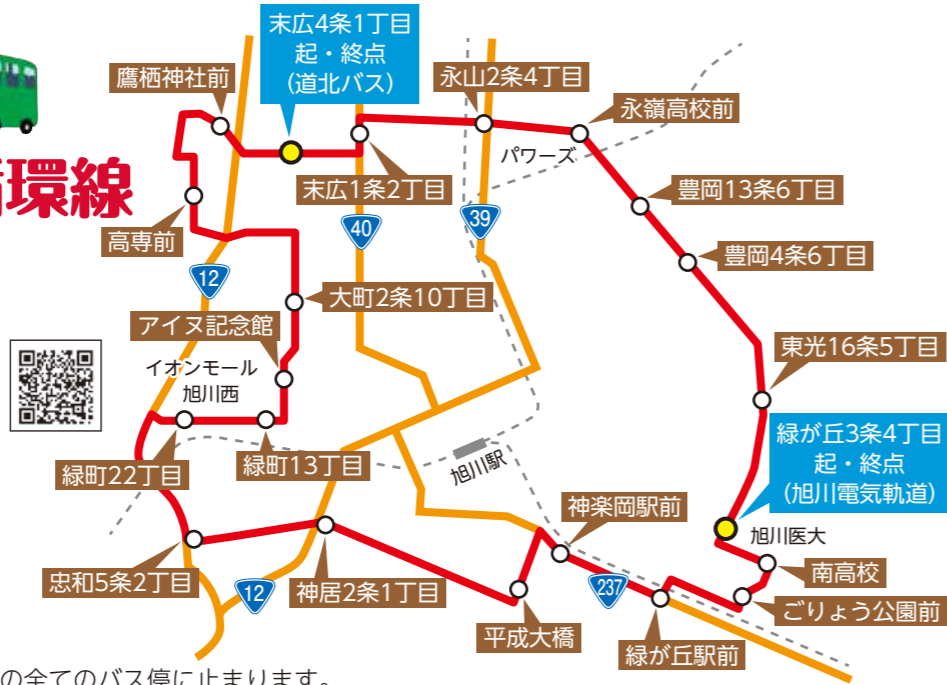 末広4条1丁目
起・終点
(道北バス)
鷹栖神社前
永山2条4丁目
永嶺高校前
パワーズ
循環線
末広1条2丁目
豊岡13条6丁目
高専前
40
39
豊岡4条6丁目
12
大町2条10丁目
アイヌ記念館
東光16条5丁目
イオンモール
旭川西
緑が丘3条4丁目
起・終点
(旭川電気軌道)
緑町22丁目
緑町13丁目
旭川駅
神楽岡駅前
旭川医大
南高校
忠和5条2丁目
12
神居2条1丁目
237
ごりょう公園前
平成大橋
緑が丘駅前
の全てのバス停に止まります。